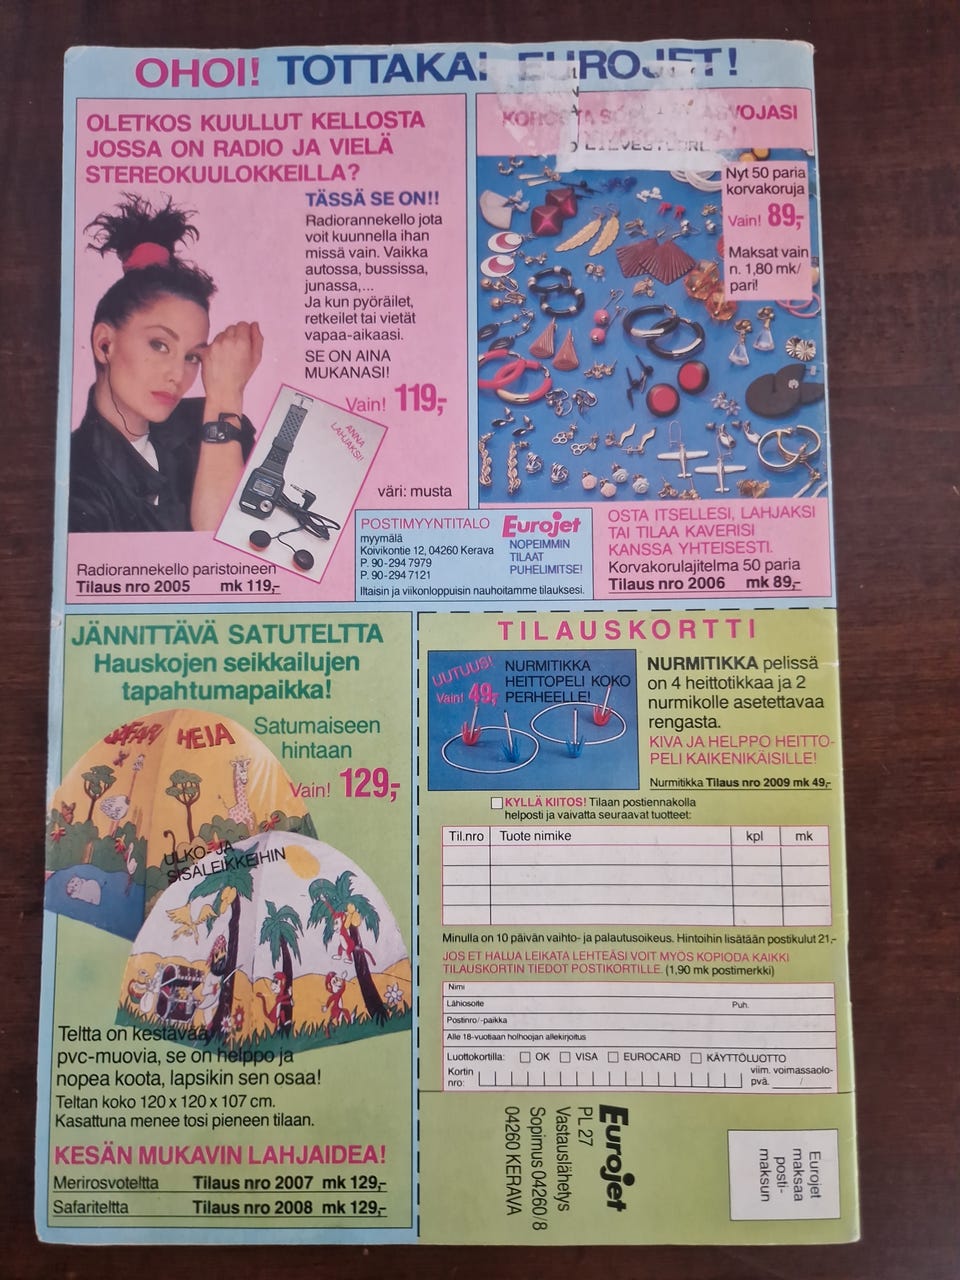 OHOI! TOTTAKAI EUROJET!
OLETKOS KUULLUT KELLOSTA
JOSSA ON RADIO JA VIELÄ
STEREOKUULOKKEILLA?
TÄSSÄ SE ON!!
Radiorannekello jota
voit kuunnella ihan
missä vain. Vaikka
autossa, bussissa,
junassa,...
Ja kun pyöräilet,
retkeilet tai vietät
vapaa-aikaasi.
SE ON AINA
MUKANASI!
Vain! 119,-
ANNA
LAHJAKSI!
väri: musta
Radiorannekello paristoineen
Tilaus nro 2005 mk 119,-
KOROSTA KASVOJASI
Nyt 50 paria
korvakoruja
Vain! 89,-
Maksat vain
n. 1,80 mk/
pari!
POSTIMYYNTITALO Eurojet
myymälä
Koivikontie 12, 04260 Kerava
P. 90-294 7979
P. 90-294 7121
NOPEIMMIN
TILAAT
PUHELIMITSE!
Iltaisin ja viikonloppuisin nauhoitamme tilauksesi.
OSTA ITSELLESI, LAHJAKSI
TAI TILAA KAVERISI
KANSSA YHTEISESTI.
Korvakorulajitelma 50 paria
Tilaus nro 2006 mk 89,-
JÄNNITTÄVÄ SATUTELTTA
Hauskojen seikkailujen
tapahtumapaikka!
Satumaiseen
hintaan
Vain! 129,-
SAFARI HEIA
ULKO- JA
SISÄLEIKKEIHIN
Teltta on kestävää
pvc-muovia, se on helppo ja
nopea koota, lapsikin sen osaa!
Teltan koko 120 x 120 x 107 cm.
Kasattuna menee tosi pieneen tilaan.
KESÄN MUKAVIN LAHJAIDEA!
Merirosvoteltta Tilaus nro 2007 mk 129,-
Safariteltta Tilaus nro 2008 mk 129,-
TILAUSKORTTI
UUTUUS!
Vain! 49,-
NURMITIKKA
HEITTOPELI KOKO
PERHEELLE!
NURMITIKKA pelissä
on 4 heittotikkaa ja 2
nurmikolle asetettavaa
rengasta.
KIVA JA HELPPO HEITTO-
PELI KAIKENIKÄISILLE!
Nurmitikka Tilaus nro 2009 mk 49,-
KYLLÄ KIITOS! Tilaan postiennakolla
helposti ja vaivatta seuraavat tuotteet:
Til.nro Tuote nimike kpl mk
Minulla on 10 päivän vaihto- ja palautusoikeus. Hintoihin lisätään postikulut 21,-
JOS ET HALUA LEIKATA LEHTEÄSI VOIT MYÖS KOPIODA KAIKKI
TILAUSKORTIN TIEDOT POSTIKORTILLE. (1,90 mk postimerkki)
Nimi
Lähiosoite Puh.
Postinro/-paikka
Alle 18-vuotiaan holhoojan allekirjoitus
Luottokortilla: OK VISA EUROCARD KÄYTTÖLUOTTO
Kortin
nro:
viim. voimassaolo-
pvä. /
Eurojet
PL 27
Vastauslähetys
Sopimus 04260/8
04260 KERAVA
Eurojet
maksaa
posti-
maksun